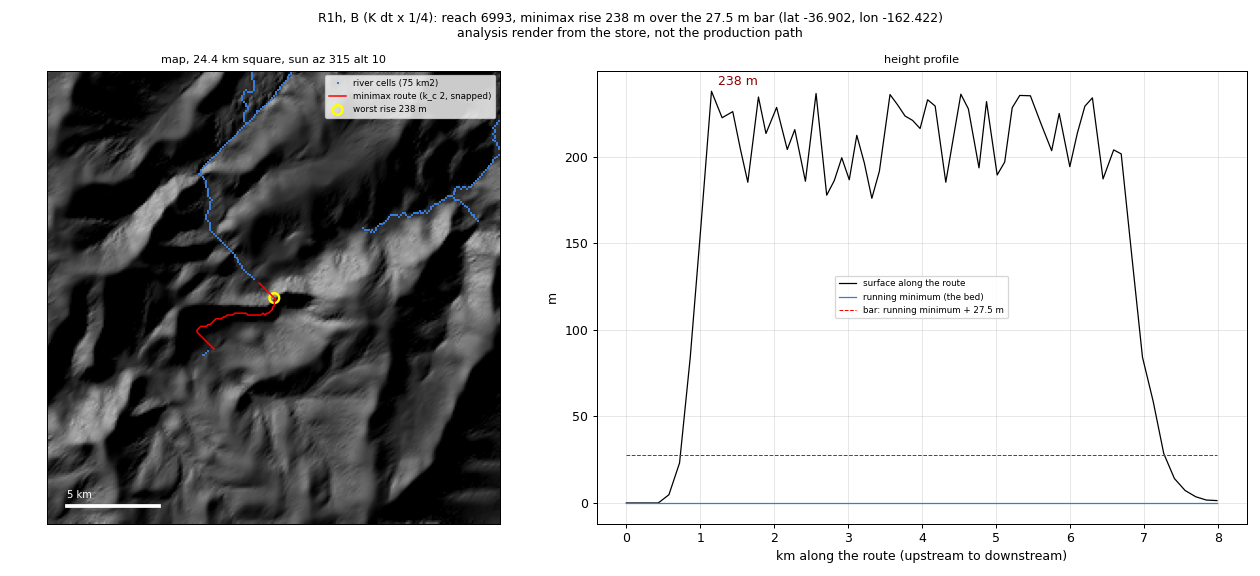 R1h, B (K dt x 1/4): reach 6993, minimax rise 238 m over the 27.5 m bar (lat -36.902, lon -162.422)
analysis render from the store, not the production path
map, 24.4 km square, sun az 315 alt 10
river cells (75 km2)
minimax route (k_c 2, snapped)
worst rise 238 m
5 km
height profile
238 m
200
150
100
50
0
m
surface along the route
running minimum (the bed)
bar: running minimum + 27.5 m
0 1 2 3 4 5 6 7 8
km along the route (upstream to downstream)